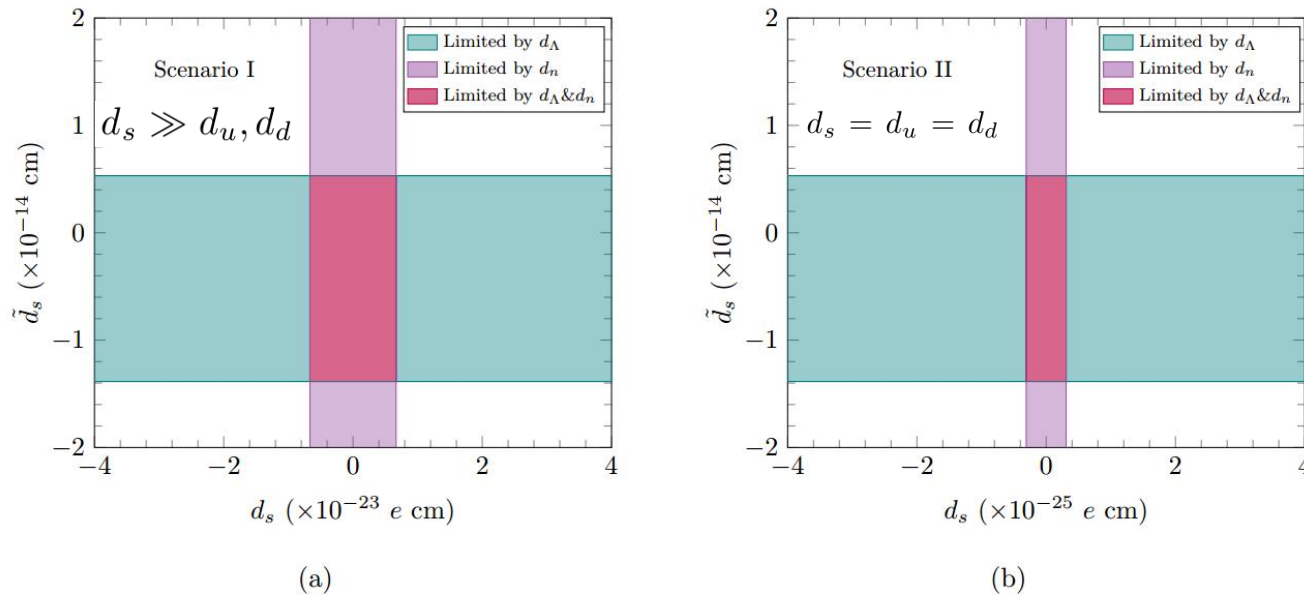 Scenario I
d_s ≫ d_u, d_d
Limited by d_Λ
Limited by d_n
Limited by d_Λ&d_n
2
1
0
−1
−2
d̃_s (×10^−14 cm)
−4
−2
0
2
4
d_s (×10^−23 e cm)
(a)
Scenario II
d_s = d_u = d_d
Limited by d_Λ
Limited by d_n
Limited by d_Λ&d_n
2
1
0
−1
−2
d̃_s (×10^−14 cm)
−4
−2
0
2
4
d_s (×10^−25 e cm)
(b)